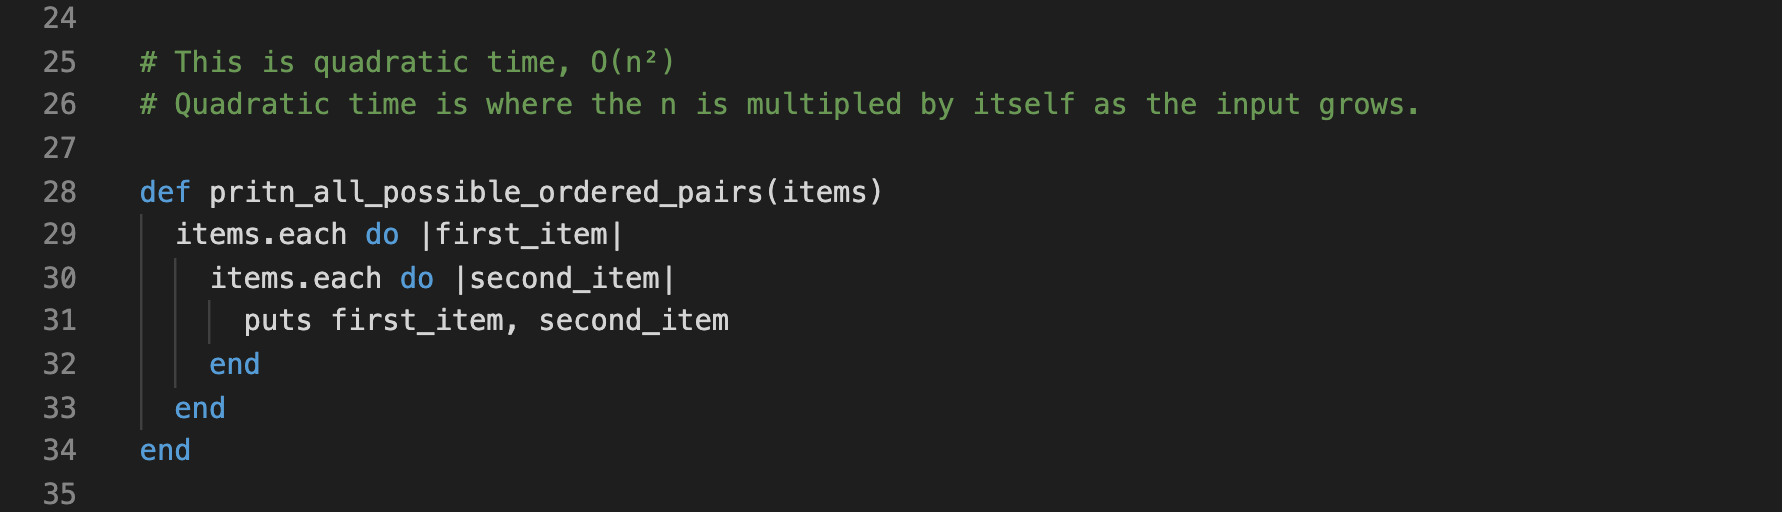 24
25 # This is quadratic time, O(n²)
26 # Quadratic time is where the n is multipled by itself as the input grows.
27
28 def pritn_all_possible_ordered_pairs(items)
29 items.each do |first_item|
30 items.each do |second_item|
31 puts first_item, second_item
32 end
33 end
34 end
35